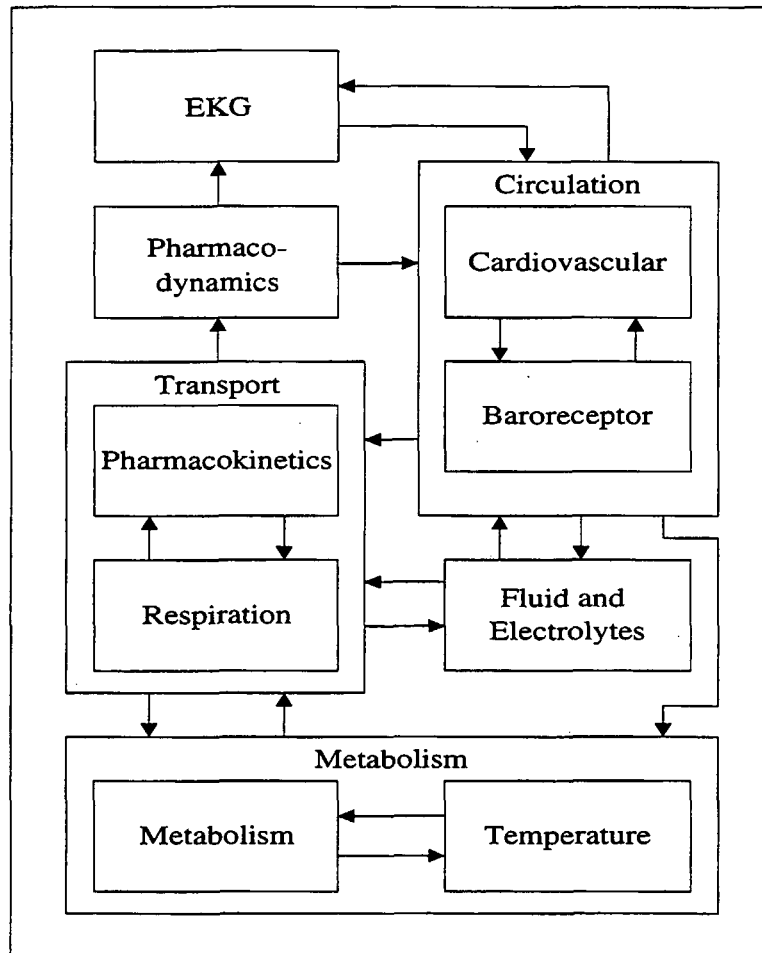 EKG
Circulation
Pharmaco-
dynamics
Cardiovascular
Transport
Baroreceptor
Pharmacokinetics
Respiration
Fluid and
Electrolytes
Metabolism
Metabolism
Temperature